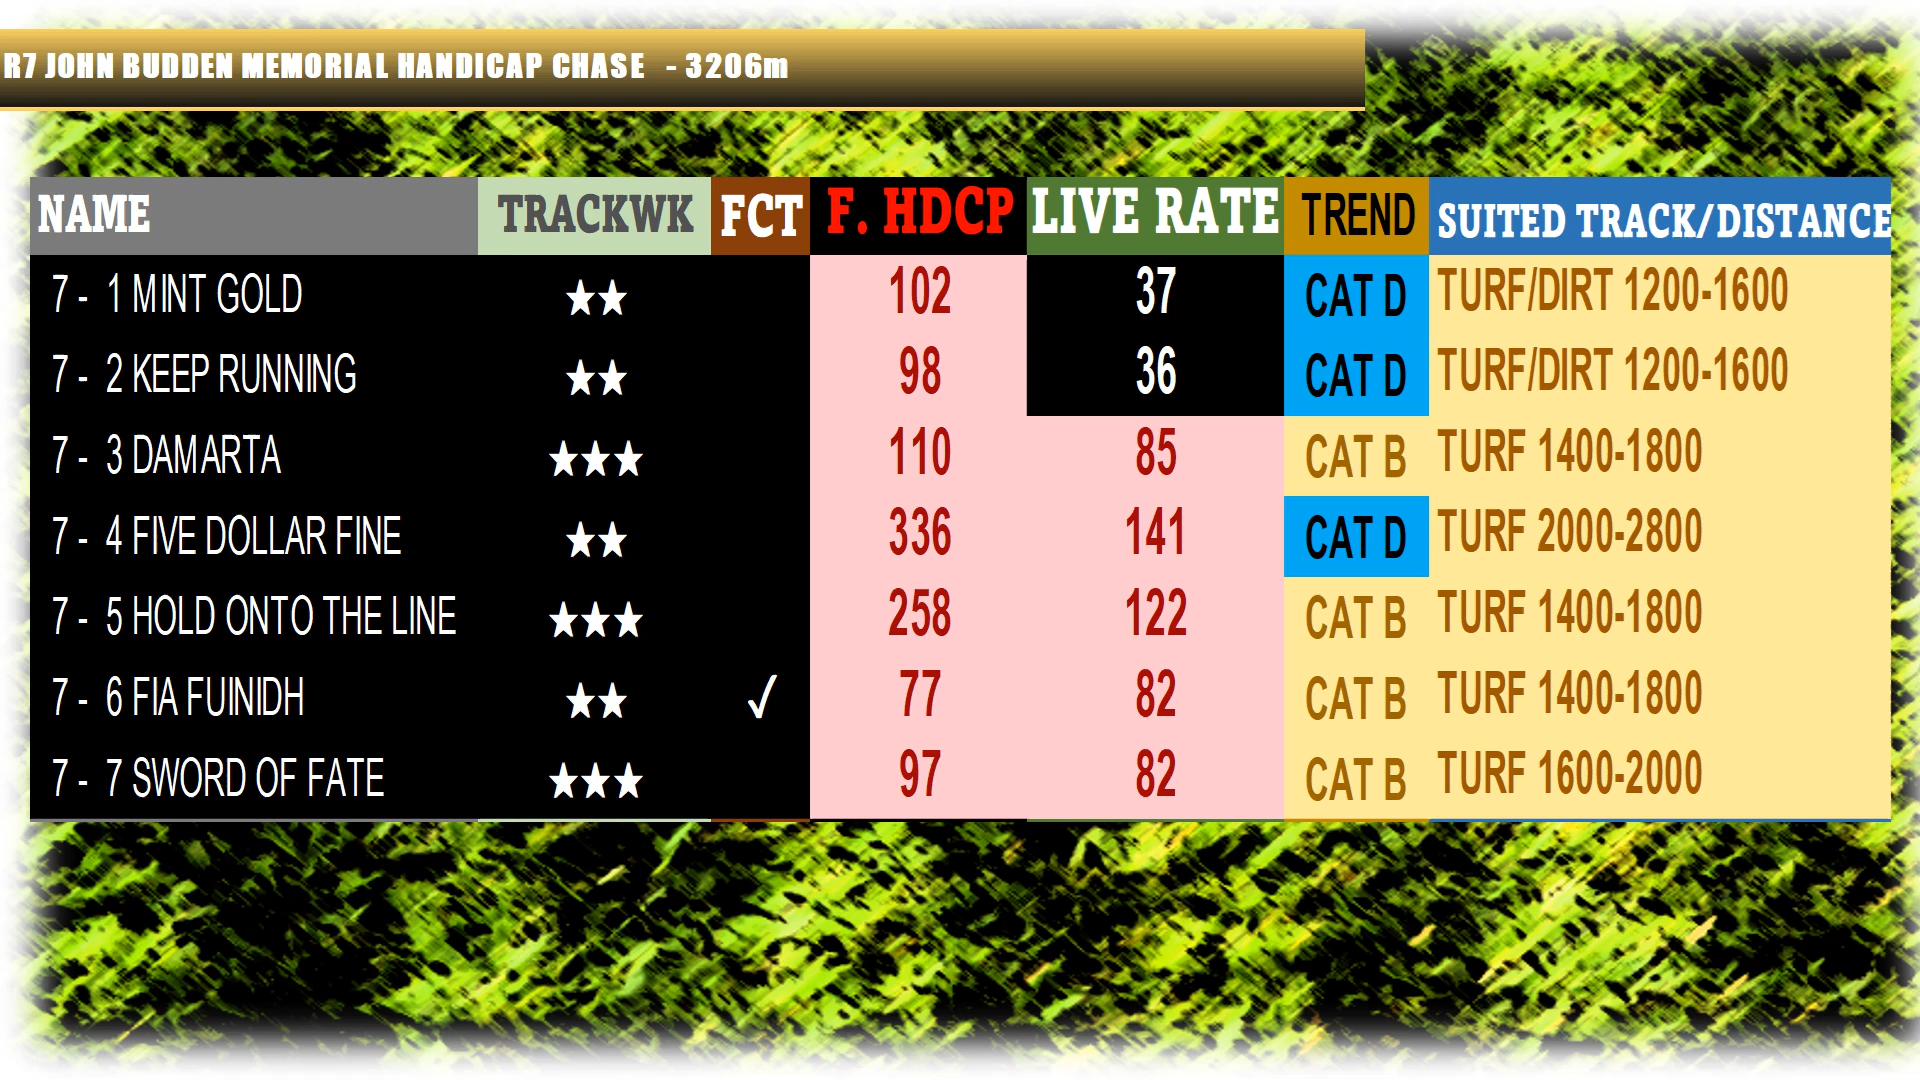 R7 JOHN BUDDEN MEMORIAL HANDICAP CHASE - 3206m
NAME TRACKWK FCT F. HDCP LIVE RATE TREND SUITED TRACK/DISTANCE
7 - 1 MINT GOLD ★★ 102 37 CAT D TURF/DIRT 1200-1600
7 - 2 KEEP RUNNING ★★ 98 36 CAT D TURF/DIRT 1200-1600
7 - 3 DAMARTA ★★★ 110 85 CAT B TURF 1400-1800
7 - 4 FIVE DOLLAR FINE ★★ 336 141 CAT D TURF 2000-2800
7 - 5 HOLD ONTO THE LINE ★★★ 258 122 CAT B TURF 1400-1800
7 - 6 FIA FUINIDH ★★ √ 77 82 CAT B TURF 1400-1800
7 - 7 SWORD OF FATE ★★★ 97 82 CAT B TURF 1600-2000